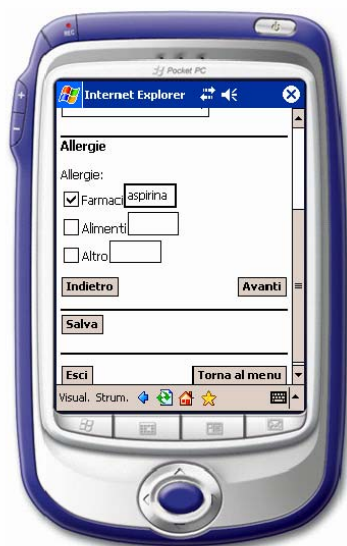 REC
Pocket PC
Internet Explorer
Allergie
Allergie:
Farmaci aspirina
Alimenti
Altro
Indietro Avanti
Salva
Esci Torna al menu
Visual. Strum.